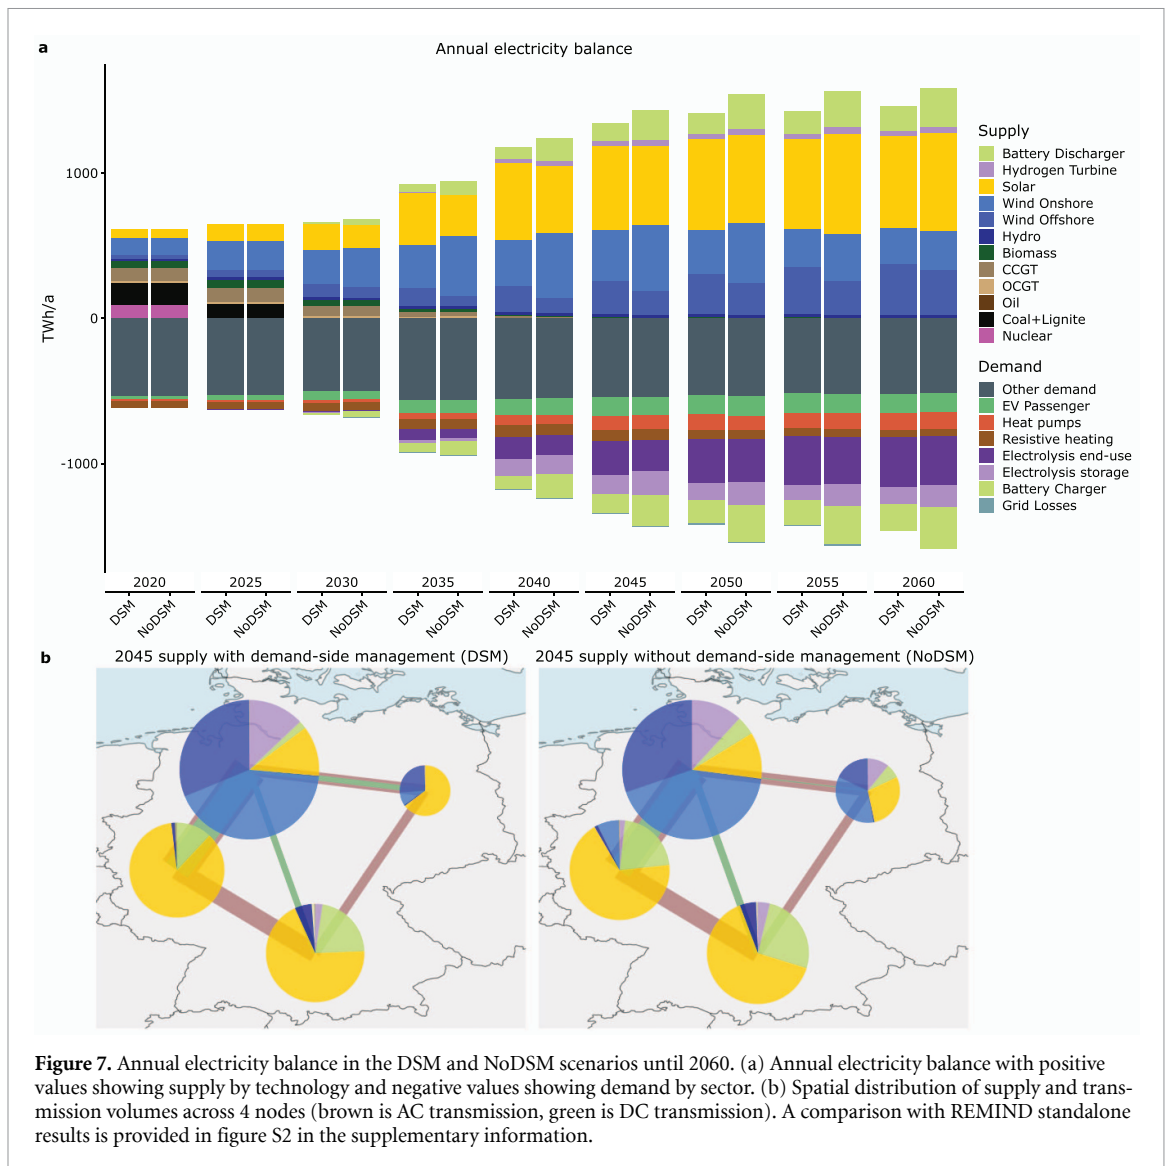 a
Annual electricity balance
TWh/a
1000
0
-1000
Supply
Battery Discharger
Hydrogen Turbine
Solar
Wind Onshore
Wind Offshore
Hydro
Biomass
CCGT
OCGT
Oil
Coal+Lignite
Nuclear
Demand
Other demand
EV Passenger
Heat pumps
Resistive heating
Electrolysis end-use
Electrolysis storage
Battery Charger
Grid Losses
2020 2025 2030 2035 2040 2045 2050 2055 2060
DSM NoDSM DSM NoDSM DSM NoDSM DSM NoDSM DSM NoDSM DSM NoDSM DSM NoDSM DSM NoDSM DSM NoDSM
b
2045 supply with demand-side management (DSM)
2045 supply without demand-side management (NoDSM)
Figure 7. Annual electricity balance in the DSM and NoDSM scenarios until 2060. (a) Annual electricity balance with positive
values showing supply by technology and negative values showing demand by sector. (b) Spatial distribution of supply and trans-
mission volumes across 4 nodes (brown is AC transmission, green is DC transmission). A comparison with REMIND standalone
results is provided in figure S2 in the supplementary information.